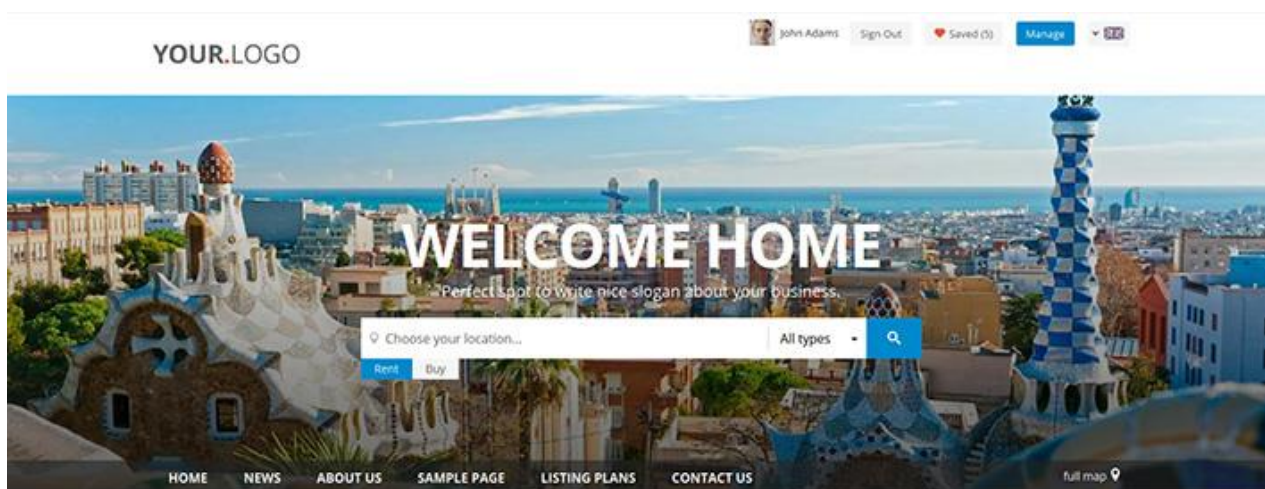 John Adams Sign Out Saved (5) Manage
YOUR.LOGO
WELCOME HOME
Perfect spot to write nice slogan about your business.
Choose your location... All types
Rent Buy
HOME NEWS ABOUT US SAMPLE PAGE LISTING PLANS CONTACT US full map